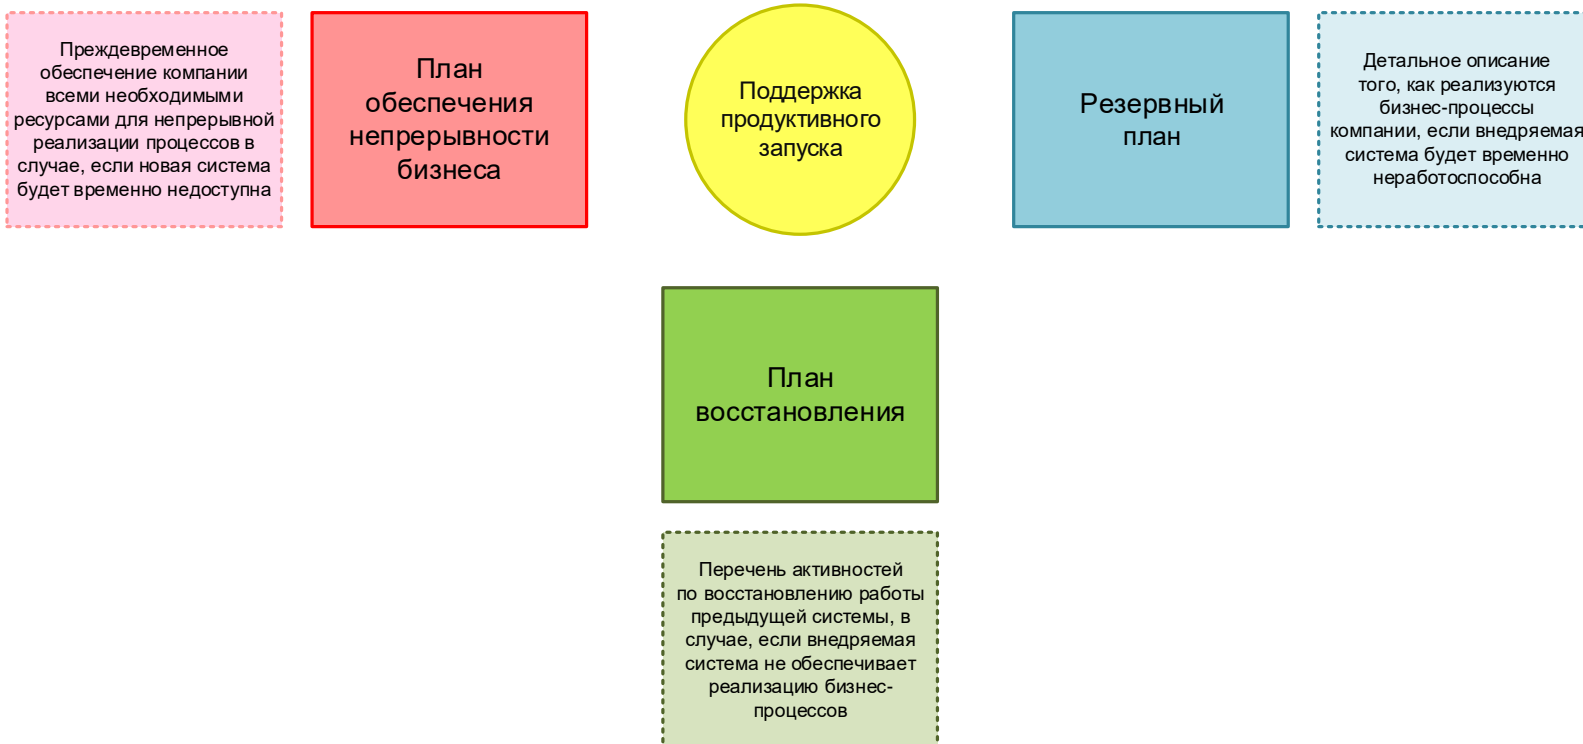 Преждевременное
обеспечение компании
всеми необходимыми
ресурсами для непрерывной
реализации процессов в
случае, если новая система
будет временно недоступна
План
обеспечения
непрерывности
бизнеса
Поддержка
продуктивного
запуска
Резервный
план
Детальное описание
того, как реализуются
бизнес-процессы
компании, если внедряемая
система будет временно
неработоспособна
План
восстановления
Перечень активностей
по восстановлению работы
предыдущей системы, в
случае, если внедряемая
система не обеспечивает
реализацию бизнес-
процессов